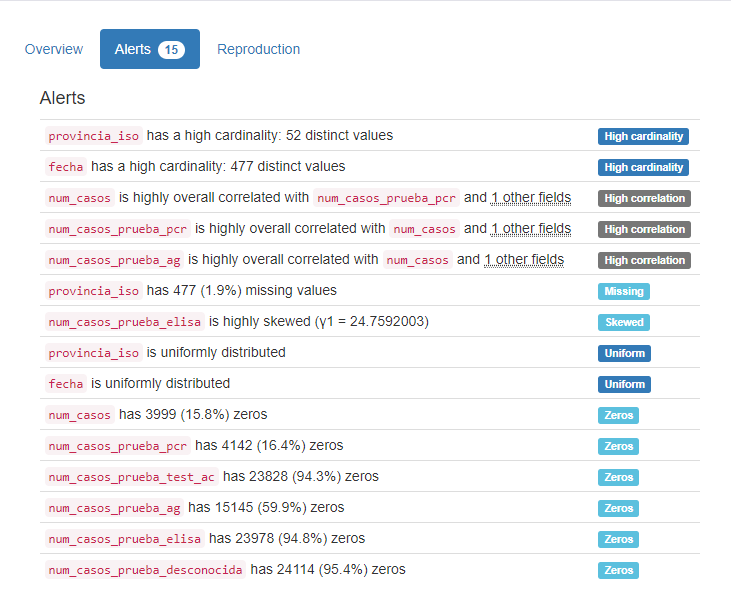 Overview Alerts 15 Reproduction
Alerts
provincia_iso has a high cardinality: 52 distinct values High cardinality
fecha has a high cardinality: 477 distinct values High cardinality
num_casos is highly overall correlated with num_casos_prueba_pcr and 1 other fields High correlation
num_casos_prueba_pcr is highly overall correlated with num_casos and 1 other fields High correlation
num_casos_prueba_ag is highly overall correlated with num_casos and 1 other fields High correlation
provincia_iso has 477 (1.9%) missing values Missing
num_casos_prueba_elisa is highly skewed (γ1 = 24.7592003) Skewed
provincia_iso is uniformly distributed Uniform
fecha is uniformly distributed Uniform
num_casos has 3999 (15.8%) zeros Zeros
num_casos_prueba_pcr has 4142 (16.4%) zeros Zeros
num_casos_prueba_test_ac has 23828 (94.3%) zeros Zeros
num_casos_prueba_ag has 15145 (59.9%) zeros Zeros
num_casos_prueba_elisa has 23978 (94.8%) zeros Zeros
num_casos_prueba_desconocida has 24114 (95.4%) zeros Zeros